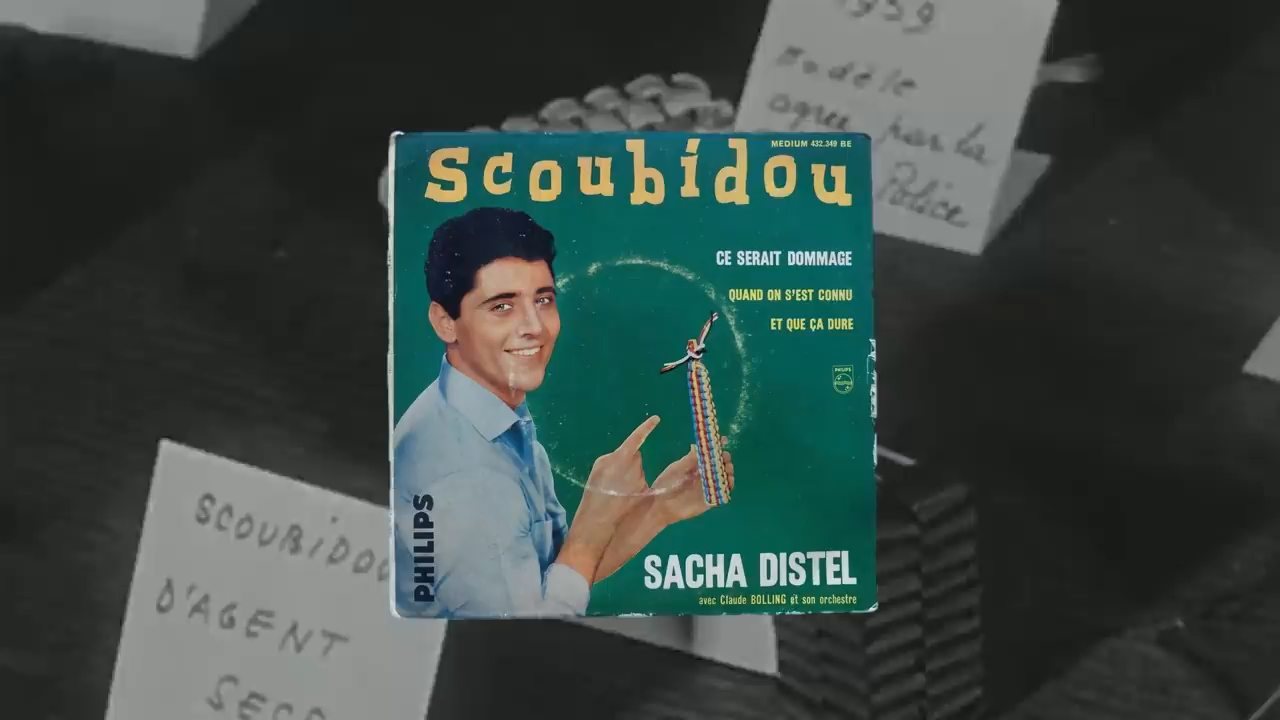 1959
Modèle
agréé par la
Police
Scoubidou
MEDIUM 432.349 BE
CE SERAIT DOMMAGE
QUAND ON S'EST CONNU
ET QUE ÇA DURE
PHILIPS
PHILIPS
SACHA DISTEL
avec Claude BOLLING et son orchestre
SCOUBIDOU
D'AGENT
SECR